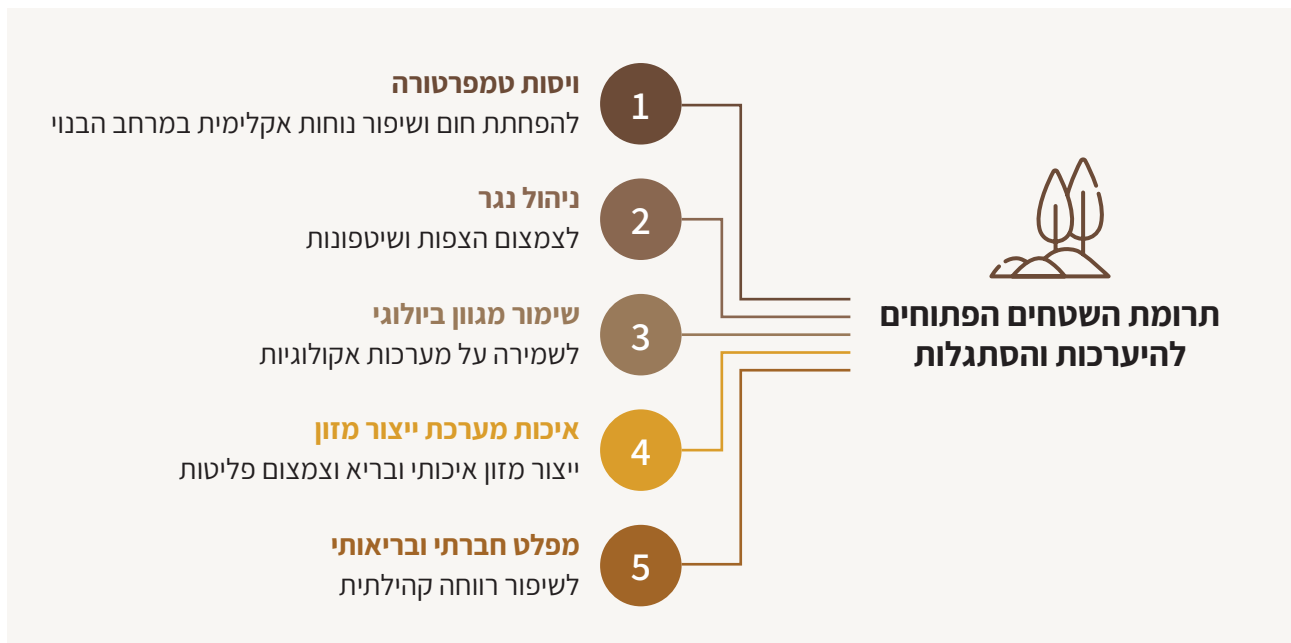 תרומת השטחים הפתוחים
להיערכות והסתגלות
1
ויסות טמפרטורה
להפחתת חום ושיפור נוחות אקלימית במרחב הבנוי
2
ניהול נגר
לצמצום הצפות ושיטפונות
3
שימור מגוון ביולוגי
לשמירה על מערכות אקולוגיות
4
איכות מערכת ייצור מזון
ייצור מזון איכותי ובריא וצמצום פליטות
5
מפלט חברתי ובריאותי
לשיפור רווחה קהילתית